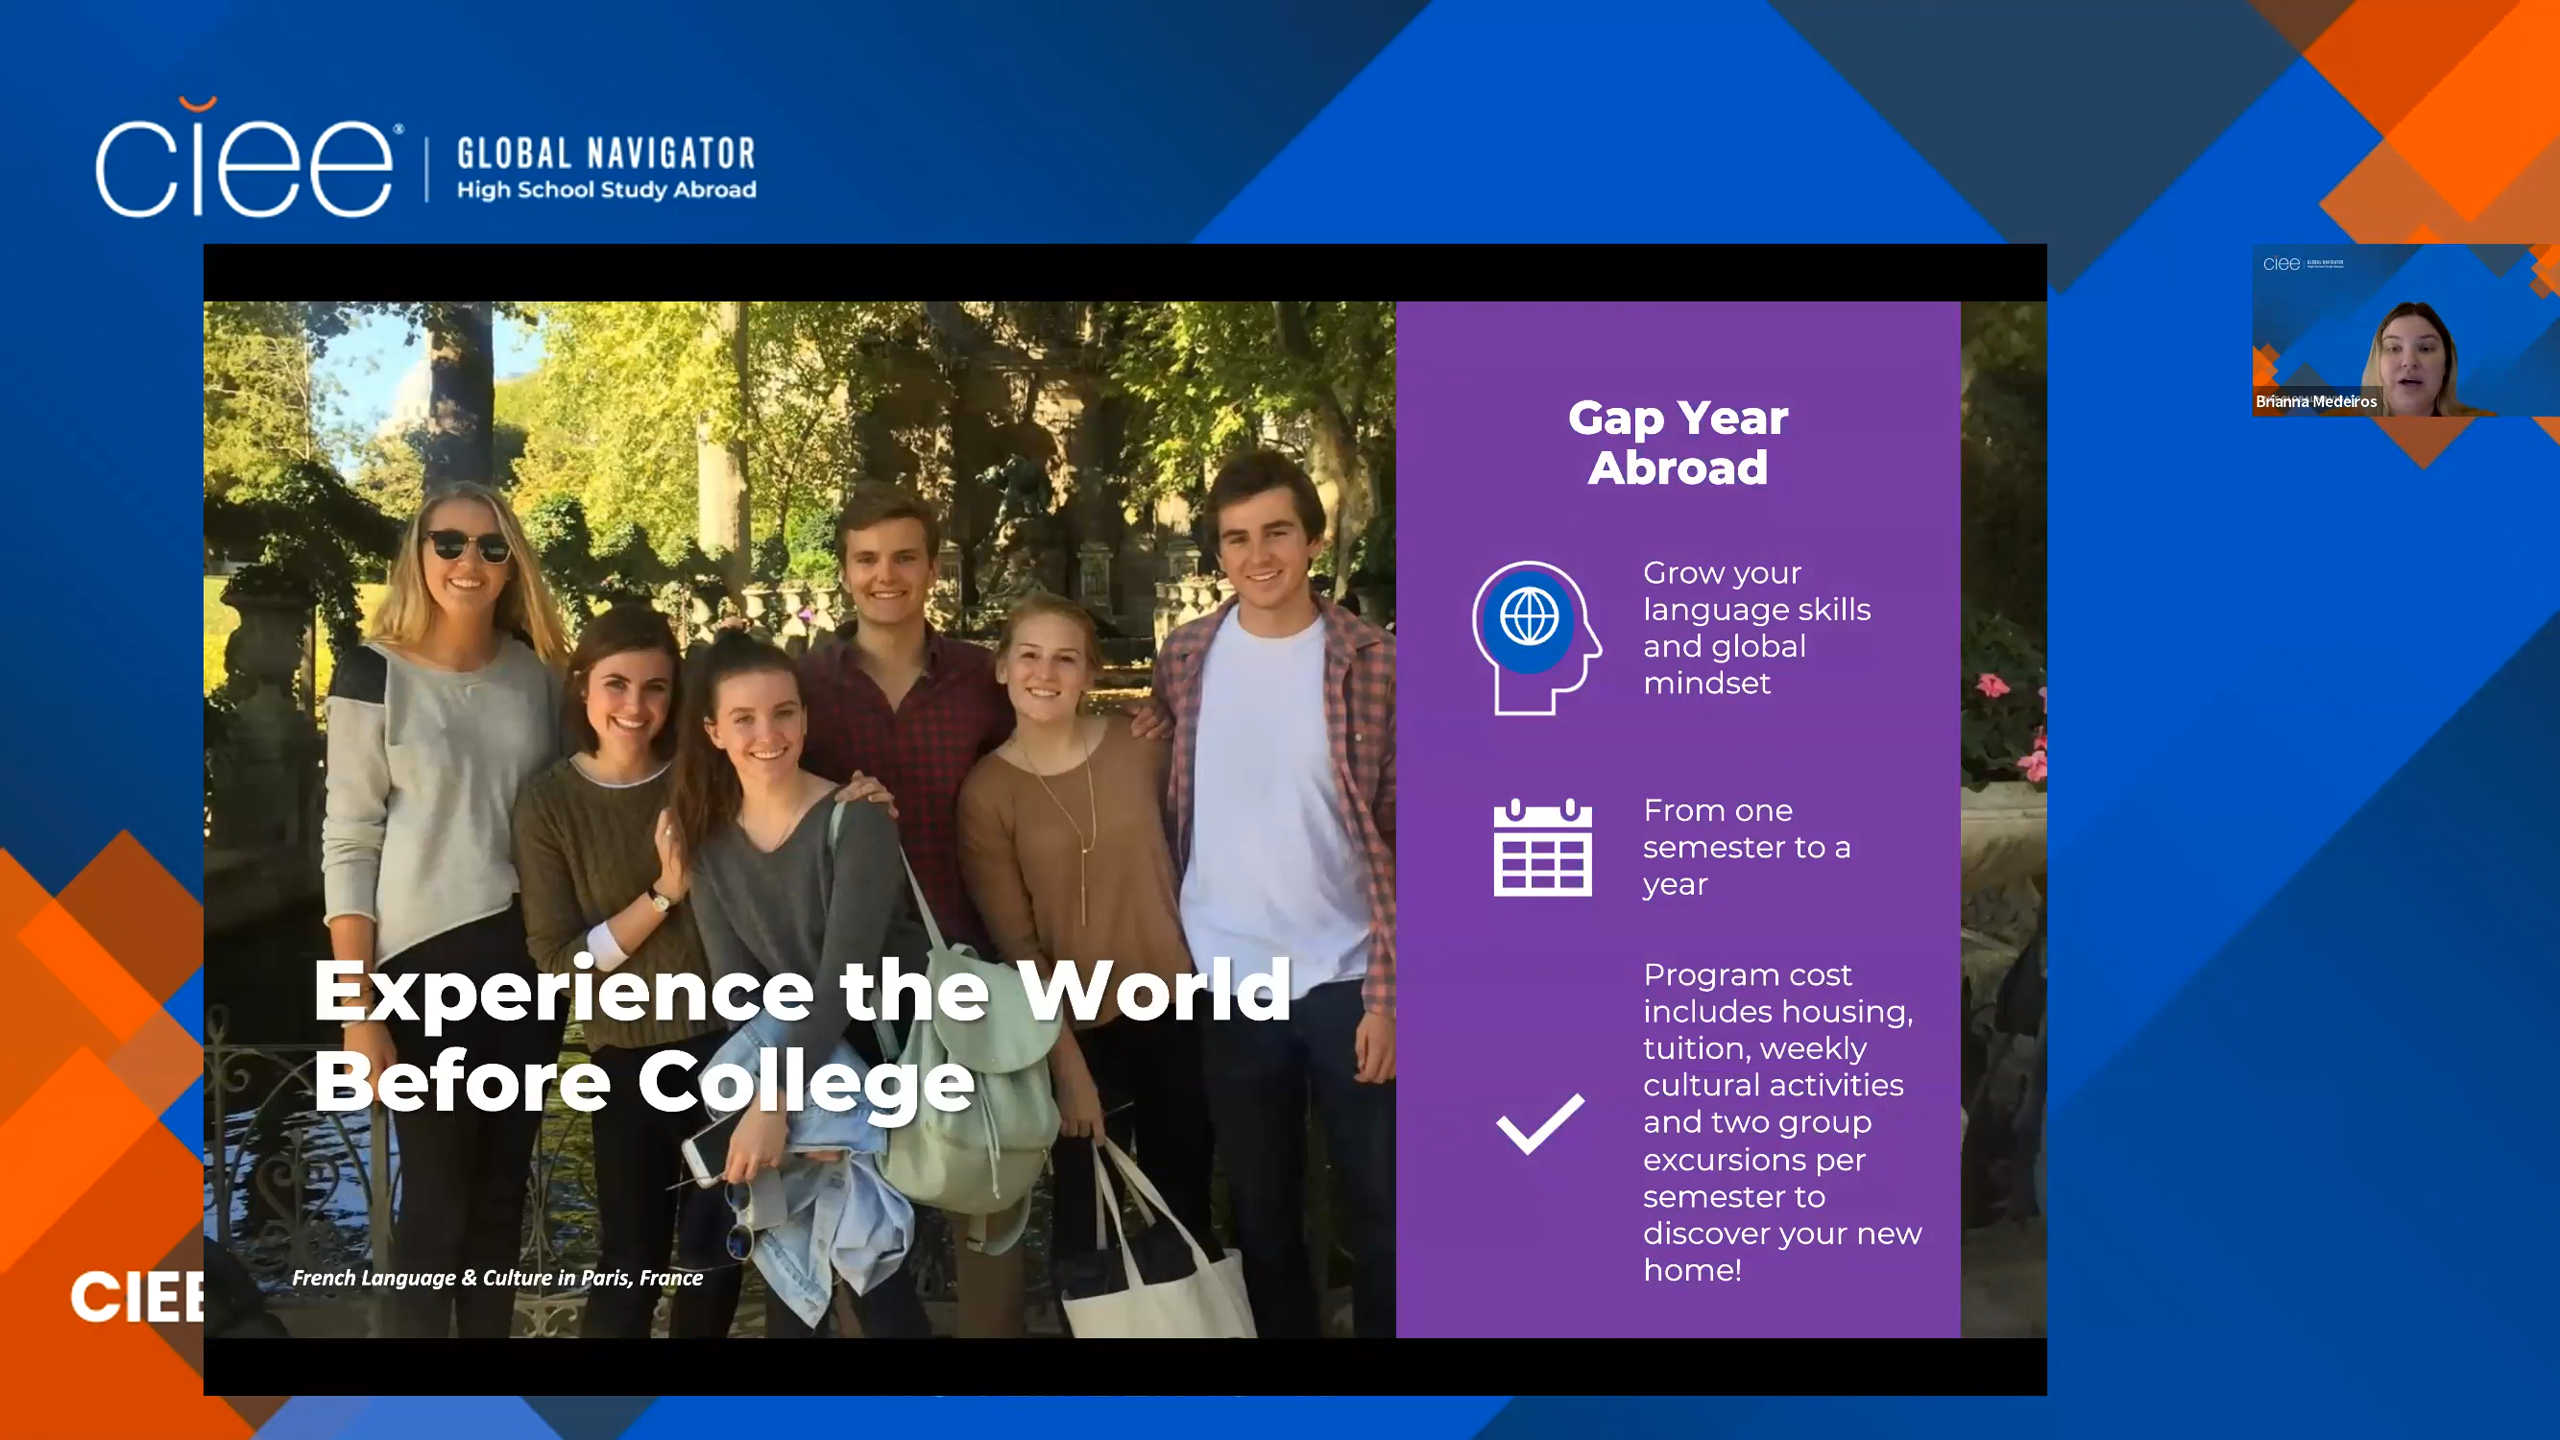 ciee®
GLOBAL NAVIGATOR
High School Study Abroad
ciee
Brianna Medeiros
Gap Year
Abroad
Grow your
language skills
and global
mindset
From one
semester to a
year
Program cost
includes housing,
tuition, weekly
cultural activities
and two group
excursions per
semester to
discover your new
home!
Experience the World
Before College
French Language & Culture in Paris, France
CIEE